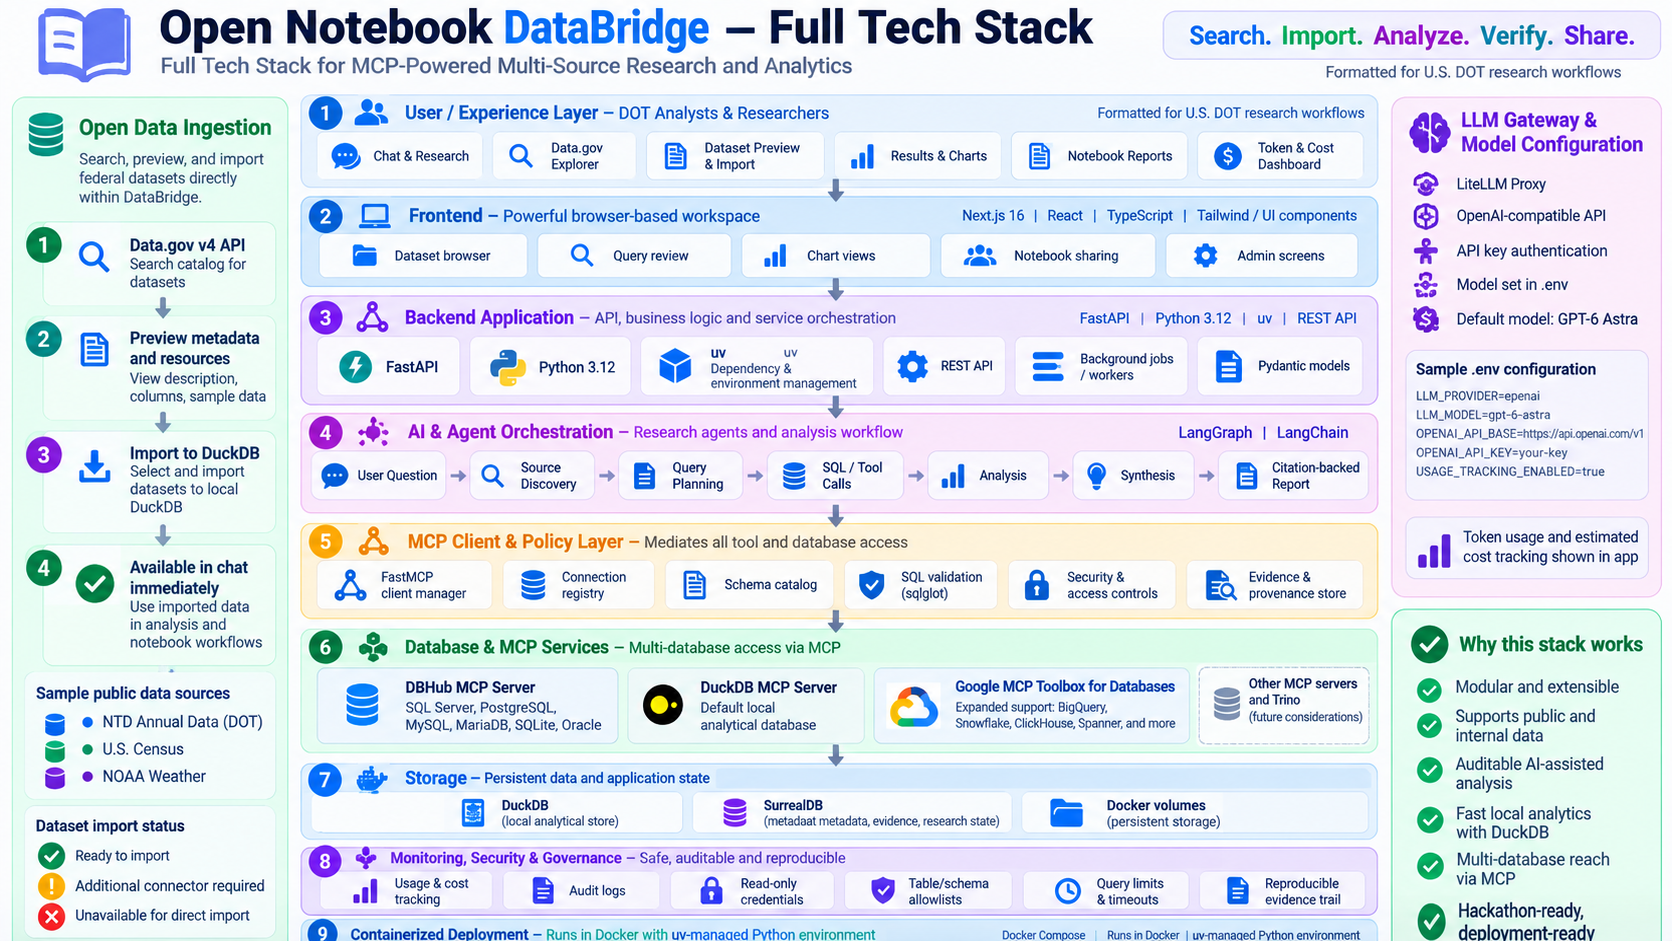 Open Notebook DataBridge – Full Tech Stack
Full Tech Stack for MCP-Powered Multi-Source Research and Analytics
Search. Import. Analyze. Verify. Share.
Formatted for U.S. DOT research workflows
Open Data Ingestion
Search, preview, and import
federal datasets directly
within DataBridge.
1
Data.gov v4 API
Search catalog for
datasets
2
Preview metadata
and resources
View description,
columns, sample data
3
Import to DuckDB
Select and import
datasets to local
DuckDB
4
Available in chat
immediately
Use imported data
in analysis and
notebook workflows
Sample public data sources
NTD Annual Data (DOT)
U.S. Census
NOAA Weather
Dataset import status
Ready to import
Additional connector required
Unavailable for direct import
1 User / Experience Layer – DOT Analysts & Researchers
Formatted for U.S. DOT research workflows
Chat & Research
Data.gov
Explorer
Dataset Preview
& Import
Results & Charts
Notebook Reports
Token & Cost
Dashboard
2 Frontend – Powerful browser-based workspace
Next.js 16 | React | TypeScript | Tailwind / UI components
Dataset browser
Query review
Chart views
Notebook sharing
Admin screens
3 Backend Application – API, business logic and service orchestration
FastAPI | Python 3.12 | uv | REST API
FastAPI
Python 3.12
uv uv
Dependency &
environment management
REST API
Background jobs
/ workers
Pydantic models
4 AI & Agent Orchestration – Research agents and analysis workflow
LangGraph | LangChain
User Question
Source
Discovery
Query
Planning
SQL / Tool
Calls
Analysis
Synthesis
Citation-backed
Report
5 MCP Client & Policy Layer – Mediates all tool and database access
FastMCP
client manager
Connection
registry
Schema catalog
SQL validation
(sqlglot)
Security &
access controls
Evidence &
provenance store
6 Database & MCP Services – Multi-database access via MCP
DBHub MCP Server
SQL Server, PostgreSQL,
MySQL, MariaDB, SQLite, Oracle
DuckDB MCP Server
Default local
analytical database
Google MCP Toolbox for Databases
Expanded support: BigQuery,
Snowflake, ClickHouse, Spanner, and more
Other MCP servers
and Trino
(future considerations)
7 Storage – Persistent data and application state
DuckDB
(local analytical store)
SurrealDB
(metadaat metadata, evidence, research state)
Docker volumes
(persistent storage)
8 Monitoring, Security & Governance – Safe, auditable and reproducible
Usage & cost
tracking
Audit logs
Read-only
credentials
Table/schema
allowlists
Query limits
& timeouts
Reproducible
evidence trail
9 Containerized Deployment – Runs in Docker with uv-managed Python environment
Docker Compose | Runs in Docker | uv-managed Python environment
LLM Gateway &
Model Configuration
LiteLLM Proxy
OpenAI-compatible API
API key authentication
Model set in .env
Default model: GPT-6 Astra
Sample .env configuration
LLM_PROVIDER=epenai
LLM_MODEL=gpt-6-astra
OPENAI_API_BASE=https://api.openai.com/v1
OPENAI_API_KEY=your-key
USAGE_TRACKING_ENABLED=true
Token usage and estimated
cost tracking shown in app
Why this stack works
Modular and extensible
Supports public and
internal data
Auditable AI-assisted
analysis
Fast local analytics
with DuckDB
Multi-database reach
via MCP
Hackathon-ready,
deployment-ready